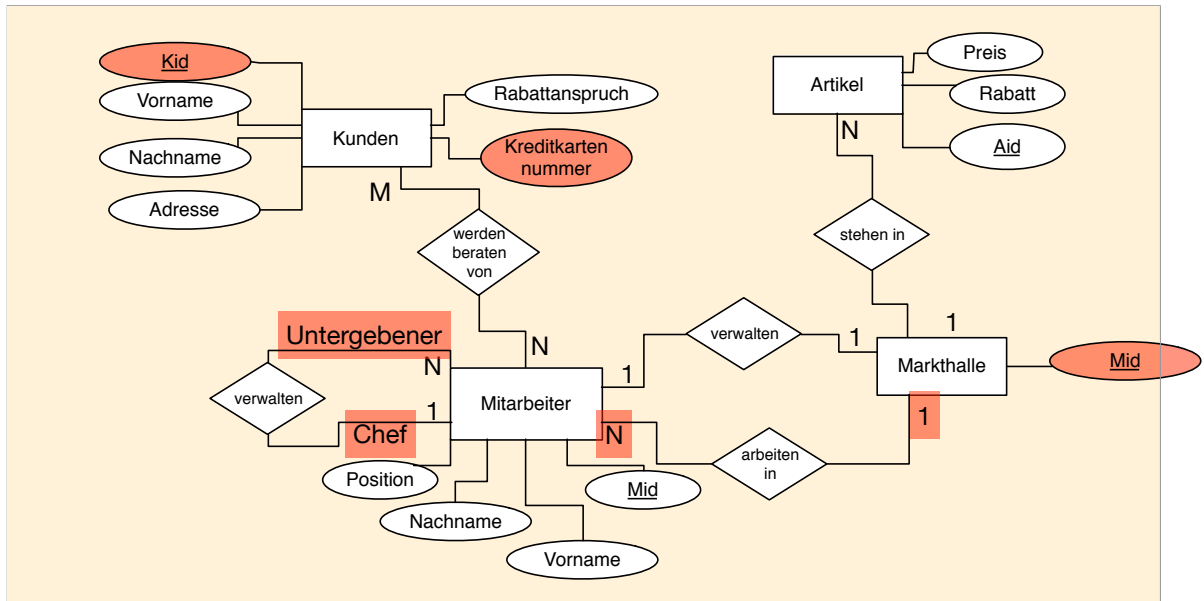 Kid
Vorname
Nachname
Adresse
Kunden
Rabattanspruch
Kreditkarten
nummer
M
werden
beraten
von
N
Artikel
Preis
Rabatt
Aid
N
stehen in
1
Untergebener
N
verwalten
1
Chef
Mitarbeiter
1
verwalten
1
Markthalle
Mid
N
arbeiten
in
1
Position
Nachname
Vorname
Mid